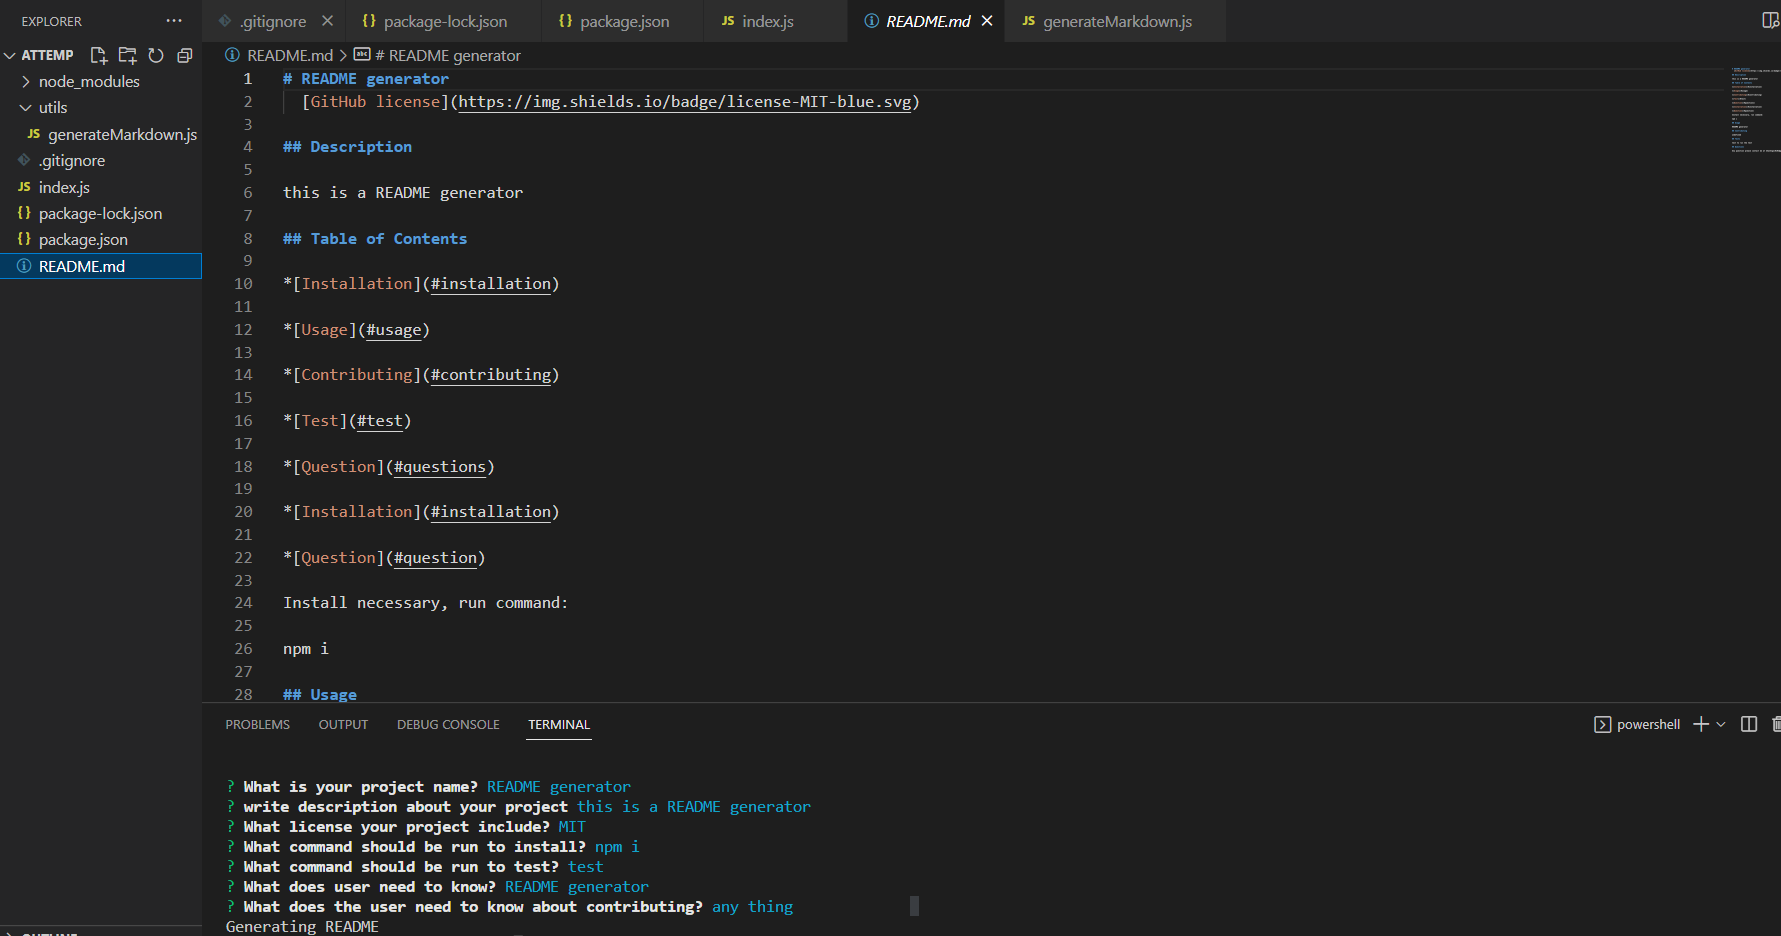 EXPLORER
ATTEMP
node_modules
utils
JS generateMarkdown.js
.gitignore
JS index.js
{} package-lock.json
{} package.json
README.md
.gitignore
{} package-lock.json
{} package.json
JS index.js
README.md
JS generateMarkdown.js
README.md > abc # README generator
1 # README generator
2 [GitHub license](https://img.shields.io/badge/license-MIT-blue.svg)
3
4 ## Description
5
6 this is a README generator
7
8 ## Table of Contents
9
10 *[Installation](#installation)
11
12 *[Usage](#usage)
13
14 *[Contributing](#contributing)
15
16 *[Test](#test)
17
18 *[Question](#questions)
19
20 *[Installation](#installation)
21
22 *[Question](#question)
23
24 Install necessary, run command:
25
26 npm i
27
28 ## Usage
PROBLEMS OUTPUT DEBUG CONSOLE TERMINAL
powershell
? What is your project name? README generator
? write description about your project this is a README generator
? What license your project include? MIT
? What command should be run to install? npm i
? What command should be run to test? test
? What does user need to know? README generator
? What does the user need to know about contributing? any thing
Generating README